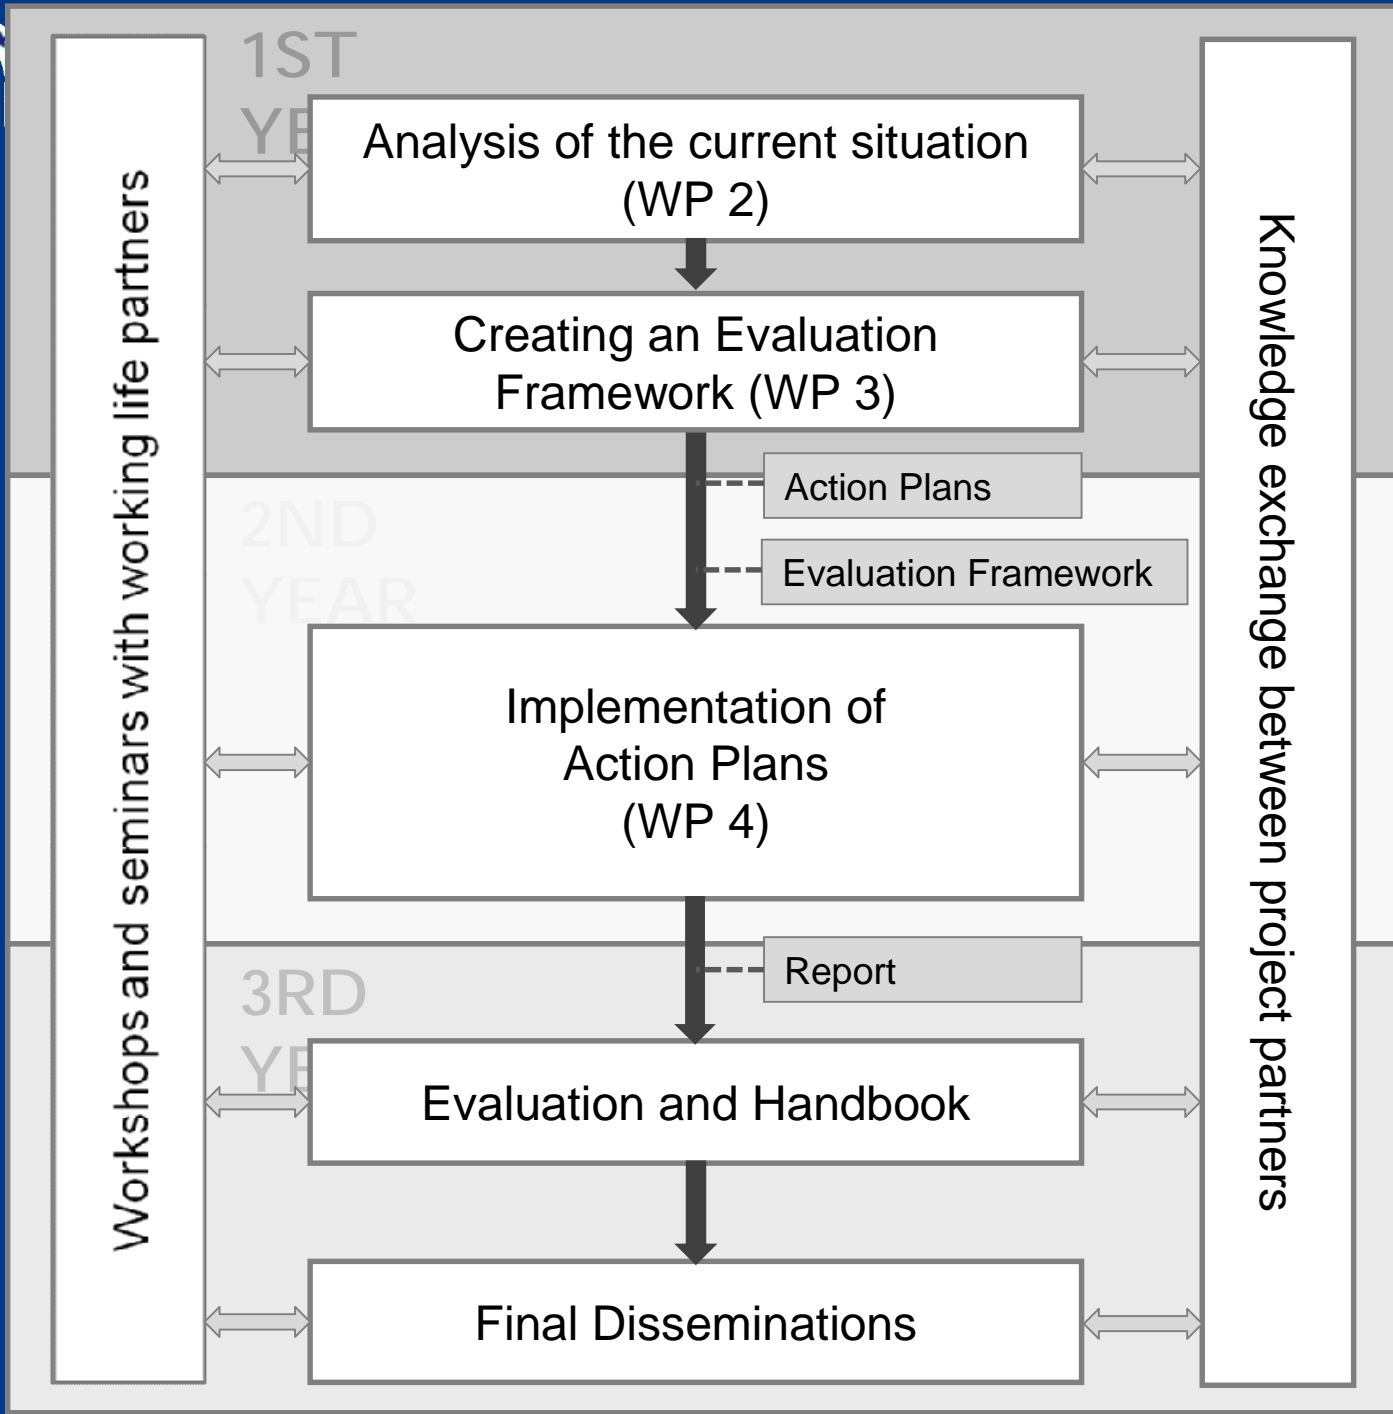 1ST
YE
Analysis of the current situation
(WP 2)
Creating an Evaluation
Framework (WP 3)
Action Plans
2ND
YEAR
Evaluation Framework
Implementation of
Action Plans
(WP 4)
Report
3RD
YE
Evaluation and Handbook
Final Disseminations
Workshops and seminars with working life partners
Knowledge exchange between project partners